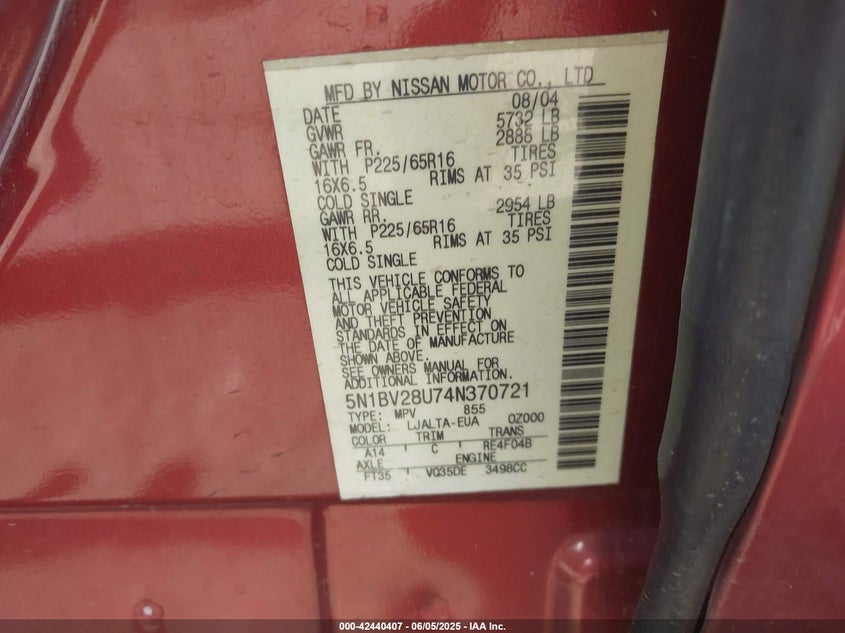 MFD BY NISSAN MOTOR CO., LTD
DATE 08/04
GVWR 5732 LB
GAWR FR. 2886 LB
WITH P225/65R16 TIRES
16X6.5 RIMS AT 35 PSI
COLD SINGLE
GAWR RR. 2954 LB
WITH P225/65R16 TIRES
16X6.5 RIMS AT 35 PSI
COLD SINGLE
THIS VEHICLE CONFORMS TO
ALL APPLICABLE FEDERAL
MOTOR VEHICLE SAFETY
AND THEFT PREVENTION
STANDARDS IN EFFECT ON
THE DATE OF MANUFACTURE
SHOWN ABOVE.
SEE OWNERS MANUAL FOR
ADDITIONAL INFORMATION.
5N1BV28U74N370721
TYPE: MPV 855
MODEL: LJALTA-EUA 0Z000
COLOR TRIM TRANS
A14 C RE4F04B
AXLE ENGINE
FT35 VQ35DE 3498CC
000-42440407 - 06/05/2025 - IAA Inc.